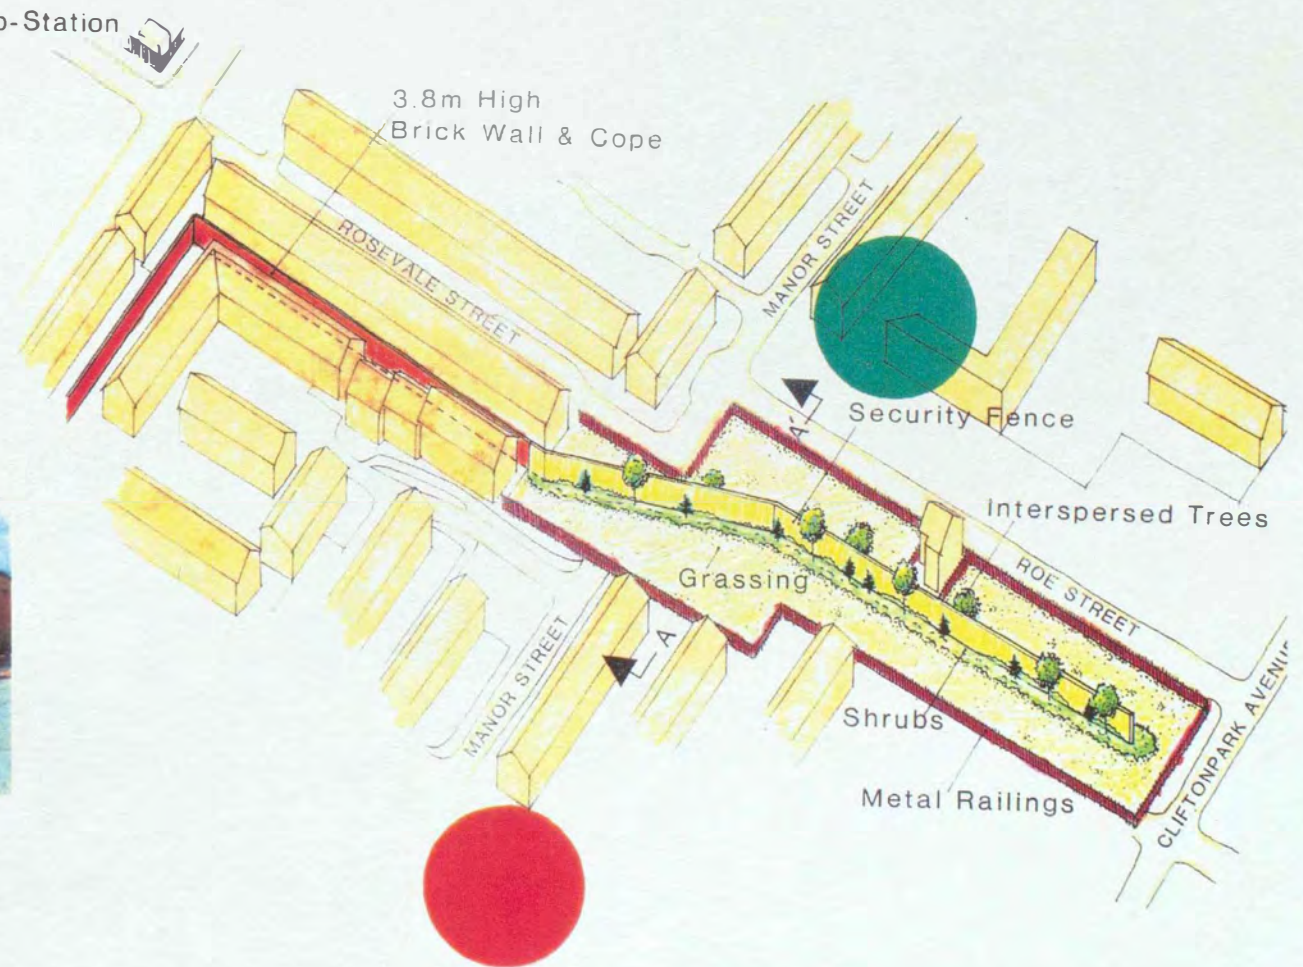 -Station
3.8m High
Brick Wall & Cope
ROSEVALE STREET
MANOR STREET
A'
Security Fence
Interspersed Trees
Grassing
ROE STREET
MANOR STREET
A
Shrubs
Metal Railings
CLIFTONPARK AVENUE